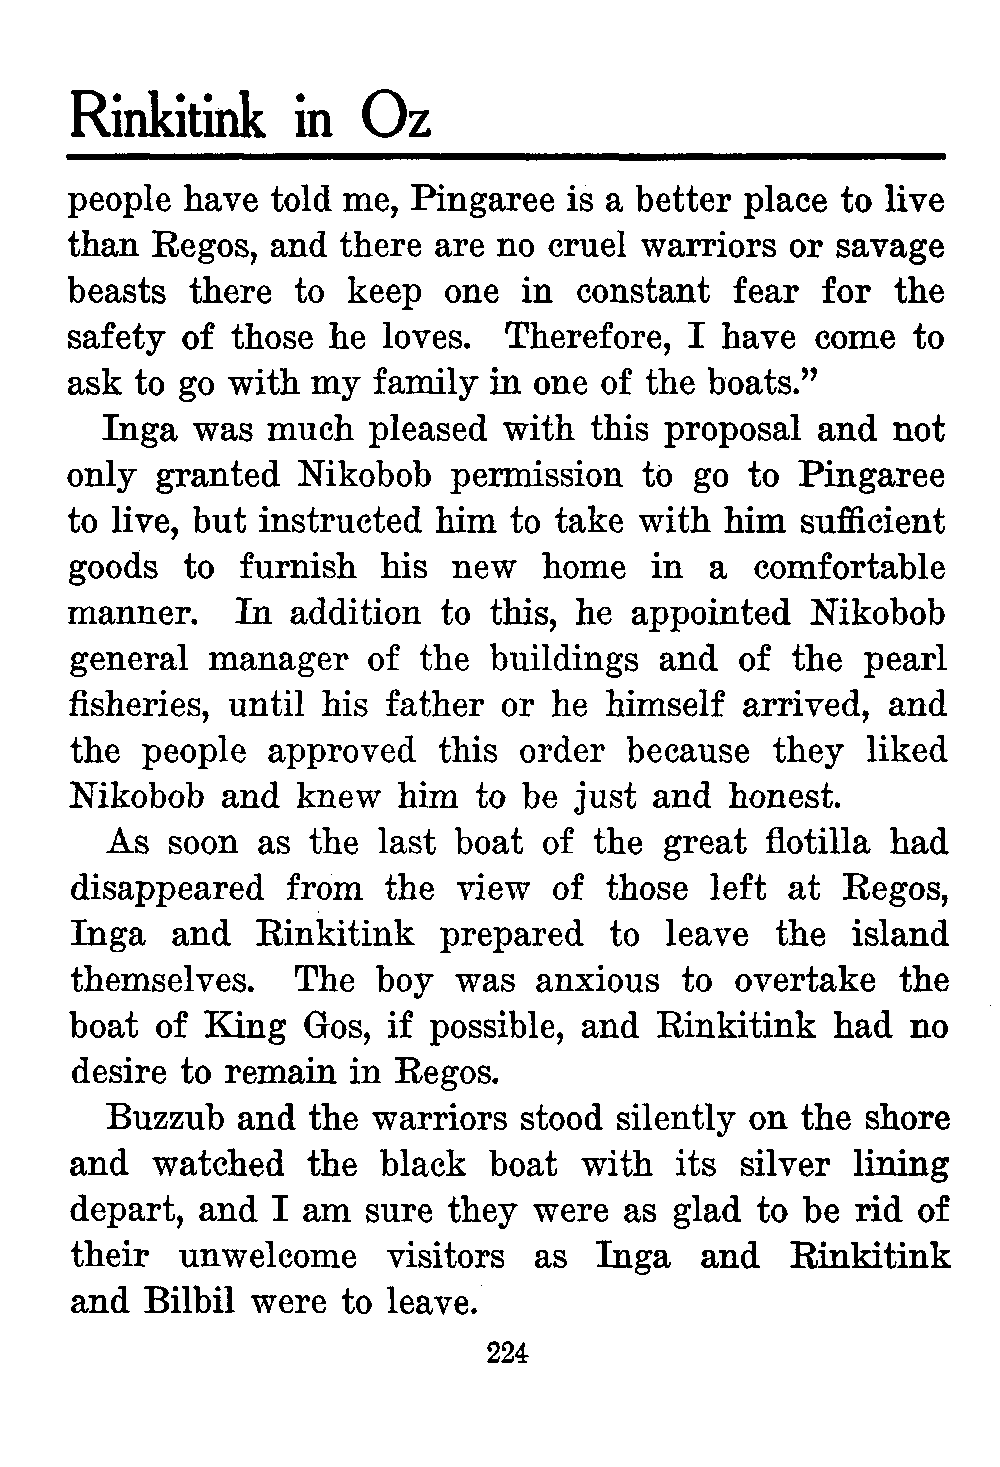 Rinkitink in Oz
people have told me, Pingaree is a better place to live
than Regos, and there are no cruel warriors or savage
beasts there to keep one in constant fear for the
safety of those he loves. Therefore, I have come to
ask to go with my family in one of the boats.”
Inga was much pleased with this proposal and not
only granted Nikobob permission to go to Pingaree
to live, but instructed him to take with him sufficient
goods to furnish his new home in a comfortable
manner. In addition to this, he appointed Nikobob
general manager of the buildings and of the pearl
fisheries, until his father or he himself arrived, and
the people approved this order because they liked
Nikobob and knew him to be just and honest.
As soon as the last boat of the great flotilla had
disappeared from the view of those left at Regos,
Inga and Rinkitink prepared to leave the island
themselves. The boy was anxious to overtake the
boat of King Gos, if possible, and Rinkitink had no
desire to remain in Regos.
Buzzub and the warriors stood silently on the shore
and watched the black boat with its silver lining
depart, and I am sure they were as glad to be rid of
their unwelcome visitors as Inga and Rinkitink
and Bilbil were to leave.
224